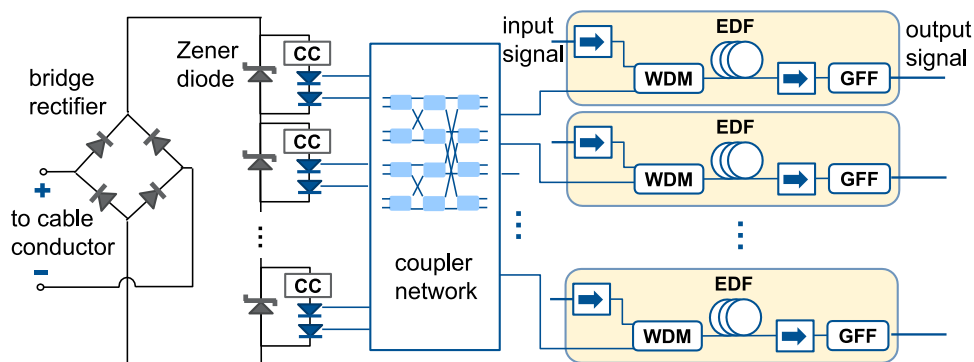 Zener
diode
bridge
rectifier
+
to cable
conductor
−
...
CC
CC
CC
coupler
network
...
input
signal
EDF
output
signal
WDM
GFF
EDF
WDM
GFF
...
EDF
WDM
GFF